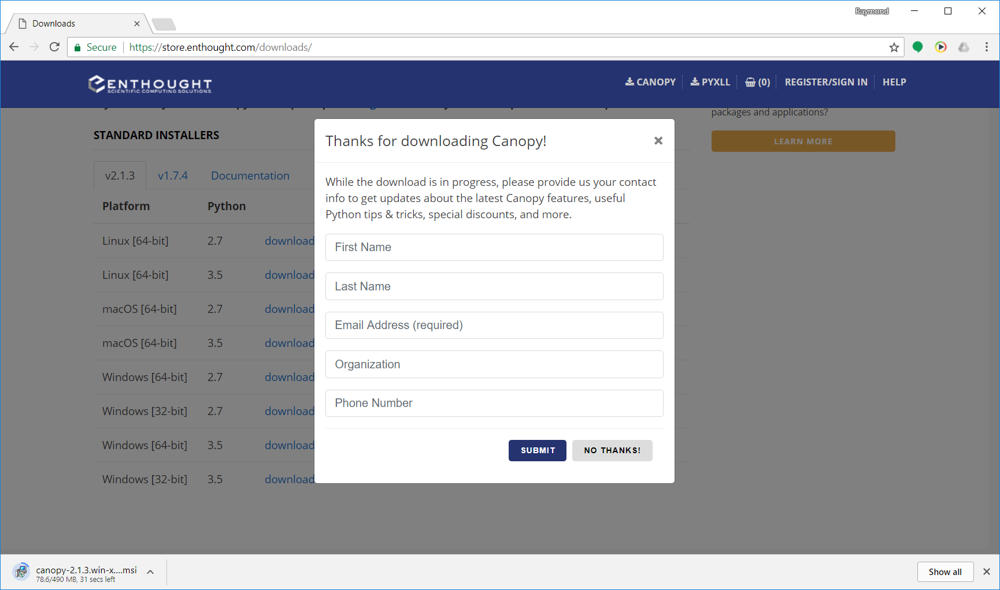 Raymond
Downloads
Secure
https://store.enthought.com/downloads/
ENTHOUGHT
SCIENTIFIC COMPUTING SOLUTIONS
CANOPY
PYXLL
(0)
REGISTER/SIGN IN
HELP
packages and applications?
LEARN MORE
STANDARD INSTALLERS
v2.1.3 v1.7.4 Documentation
Platform Python
Linux [64-bit] 2.7 download
Linux [64-bit] 3.5 download
macOS [64-bit] 2.7 download
macOS [64-bit] 3.5 download
Windows [64-bit] 2.7 download
Windows [32-bit] 2.7 download
Windows [64-bit] 3.5 download
Windows [32-bit] 3.5 download
Thanks for downloading Canopy!
While the download is in progress, please provide us your contact
info to get updates about the latest Canopy features, useful
Python tips & tricks, special discounts, and more.
First Name
Last Name
Email Address (required)
Organization
Phone Number
SUBMIT
NO THANKS!
canopy-2.1.3.win-x....msi
78.6/490 MB, 31 secs left
Show all